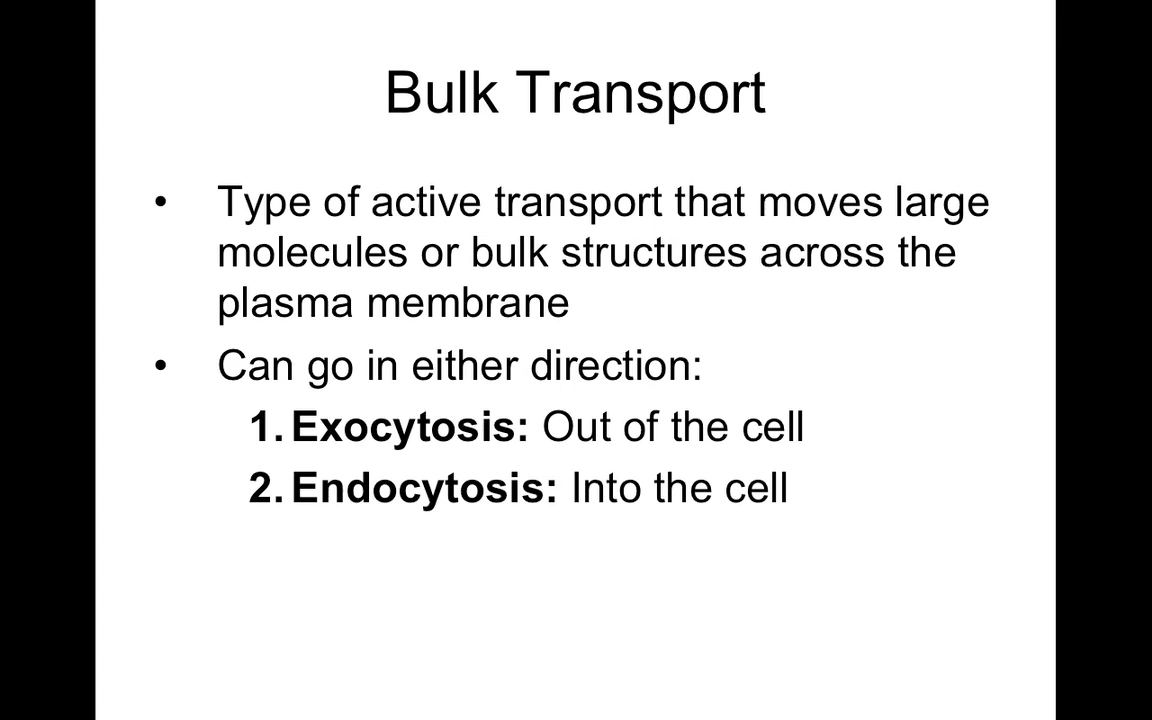 Bulk Transport
• Type of active transport that moves large
molecules or bulk structures across the
plasma membrane
• Can go in either direction:
1. Exocytosis: Out of the cell
2. Endocytosis: Into the cell